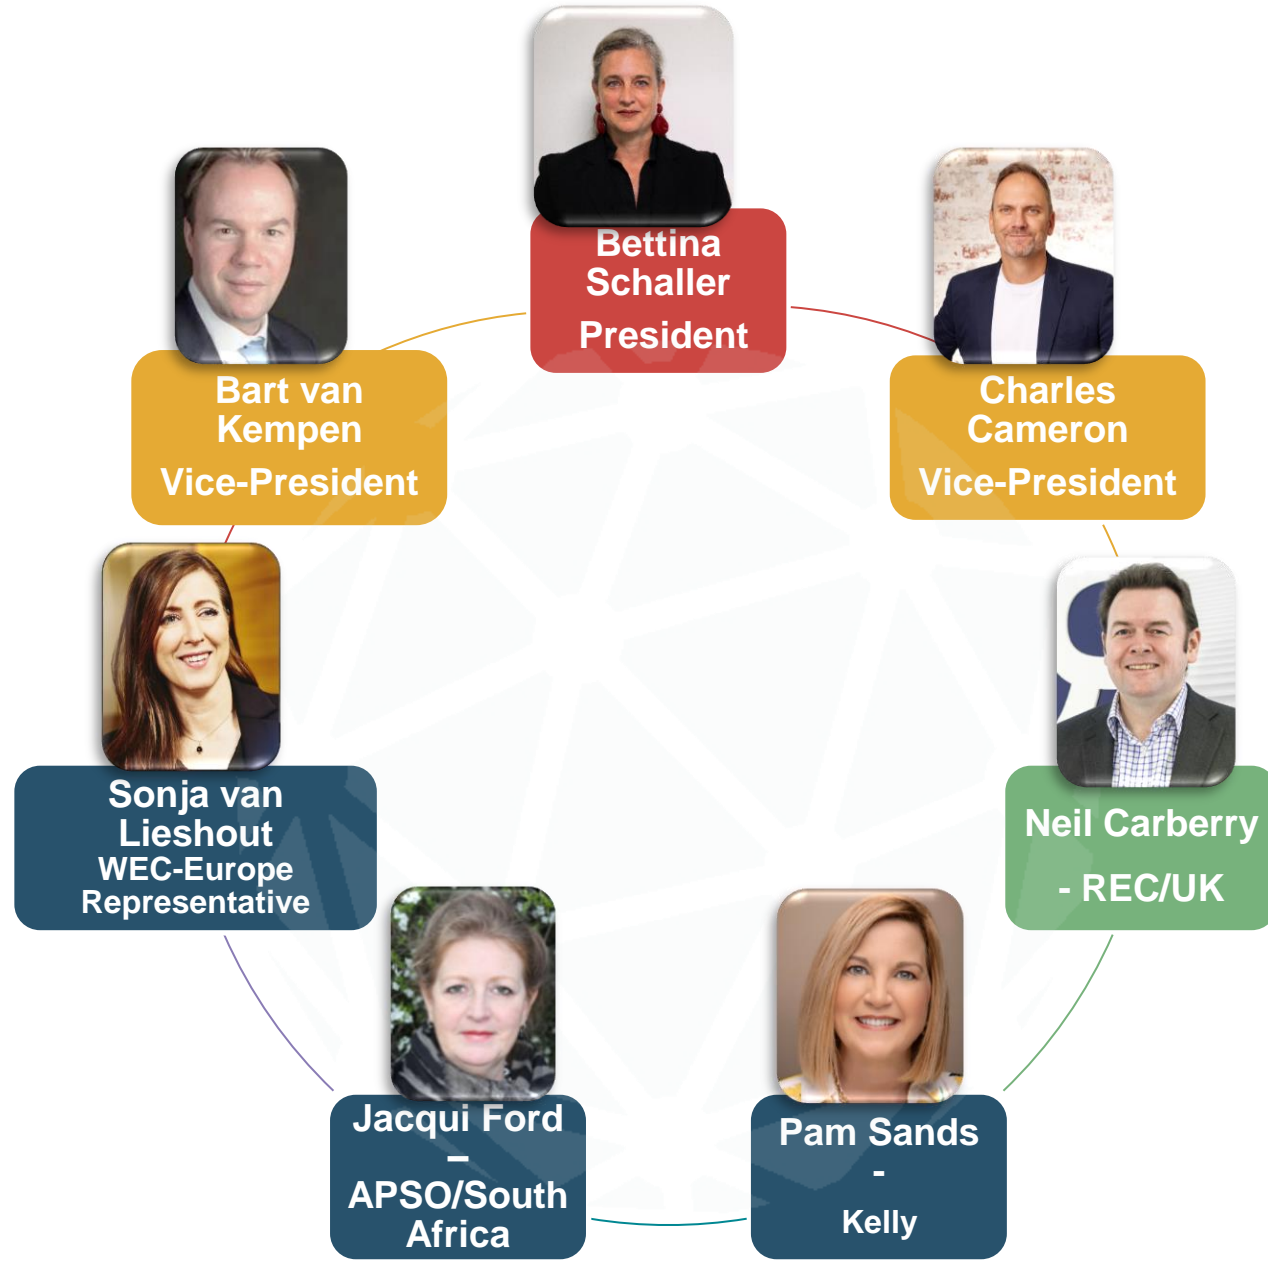 Bettina
Schaller
President
Bart van
Kempen
Vice-President
Charles
Cameron
Vice-President
Sonja van
Lieshout
WEC-Europe
Representative
Neil Carberry
- REC/UK
Jacqui Ford
–
APSO/South
Africa
Pam Sands
-
Kelly